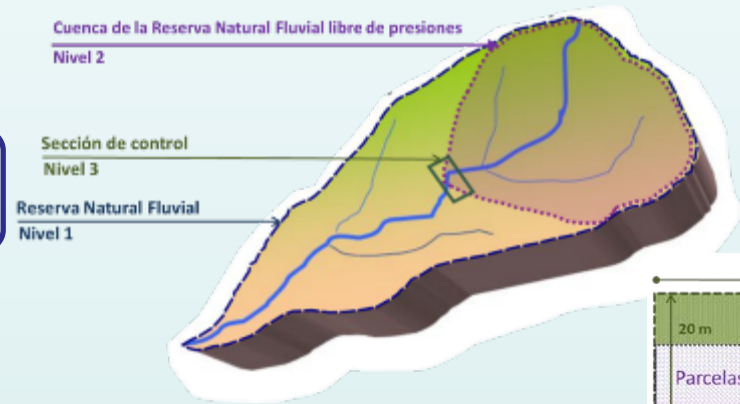 Cuenca de la Reserva Natural Fluvial libre de presiones
Nivel 2
Sección de control
Nivel 3
Reserva Natural Fluvial
Nivel 1
20 m
Parcelas